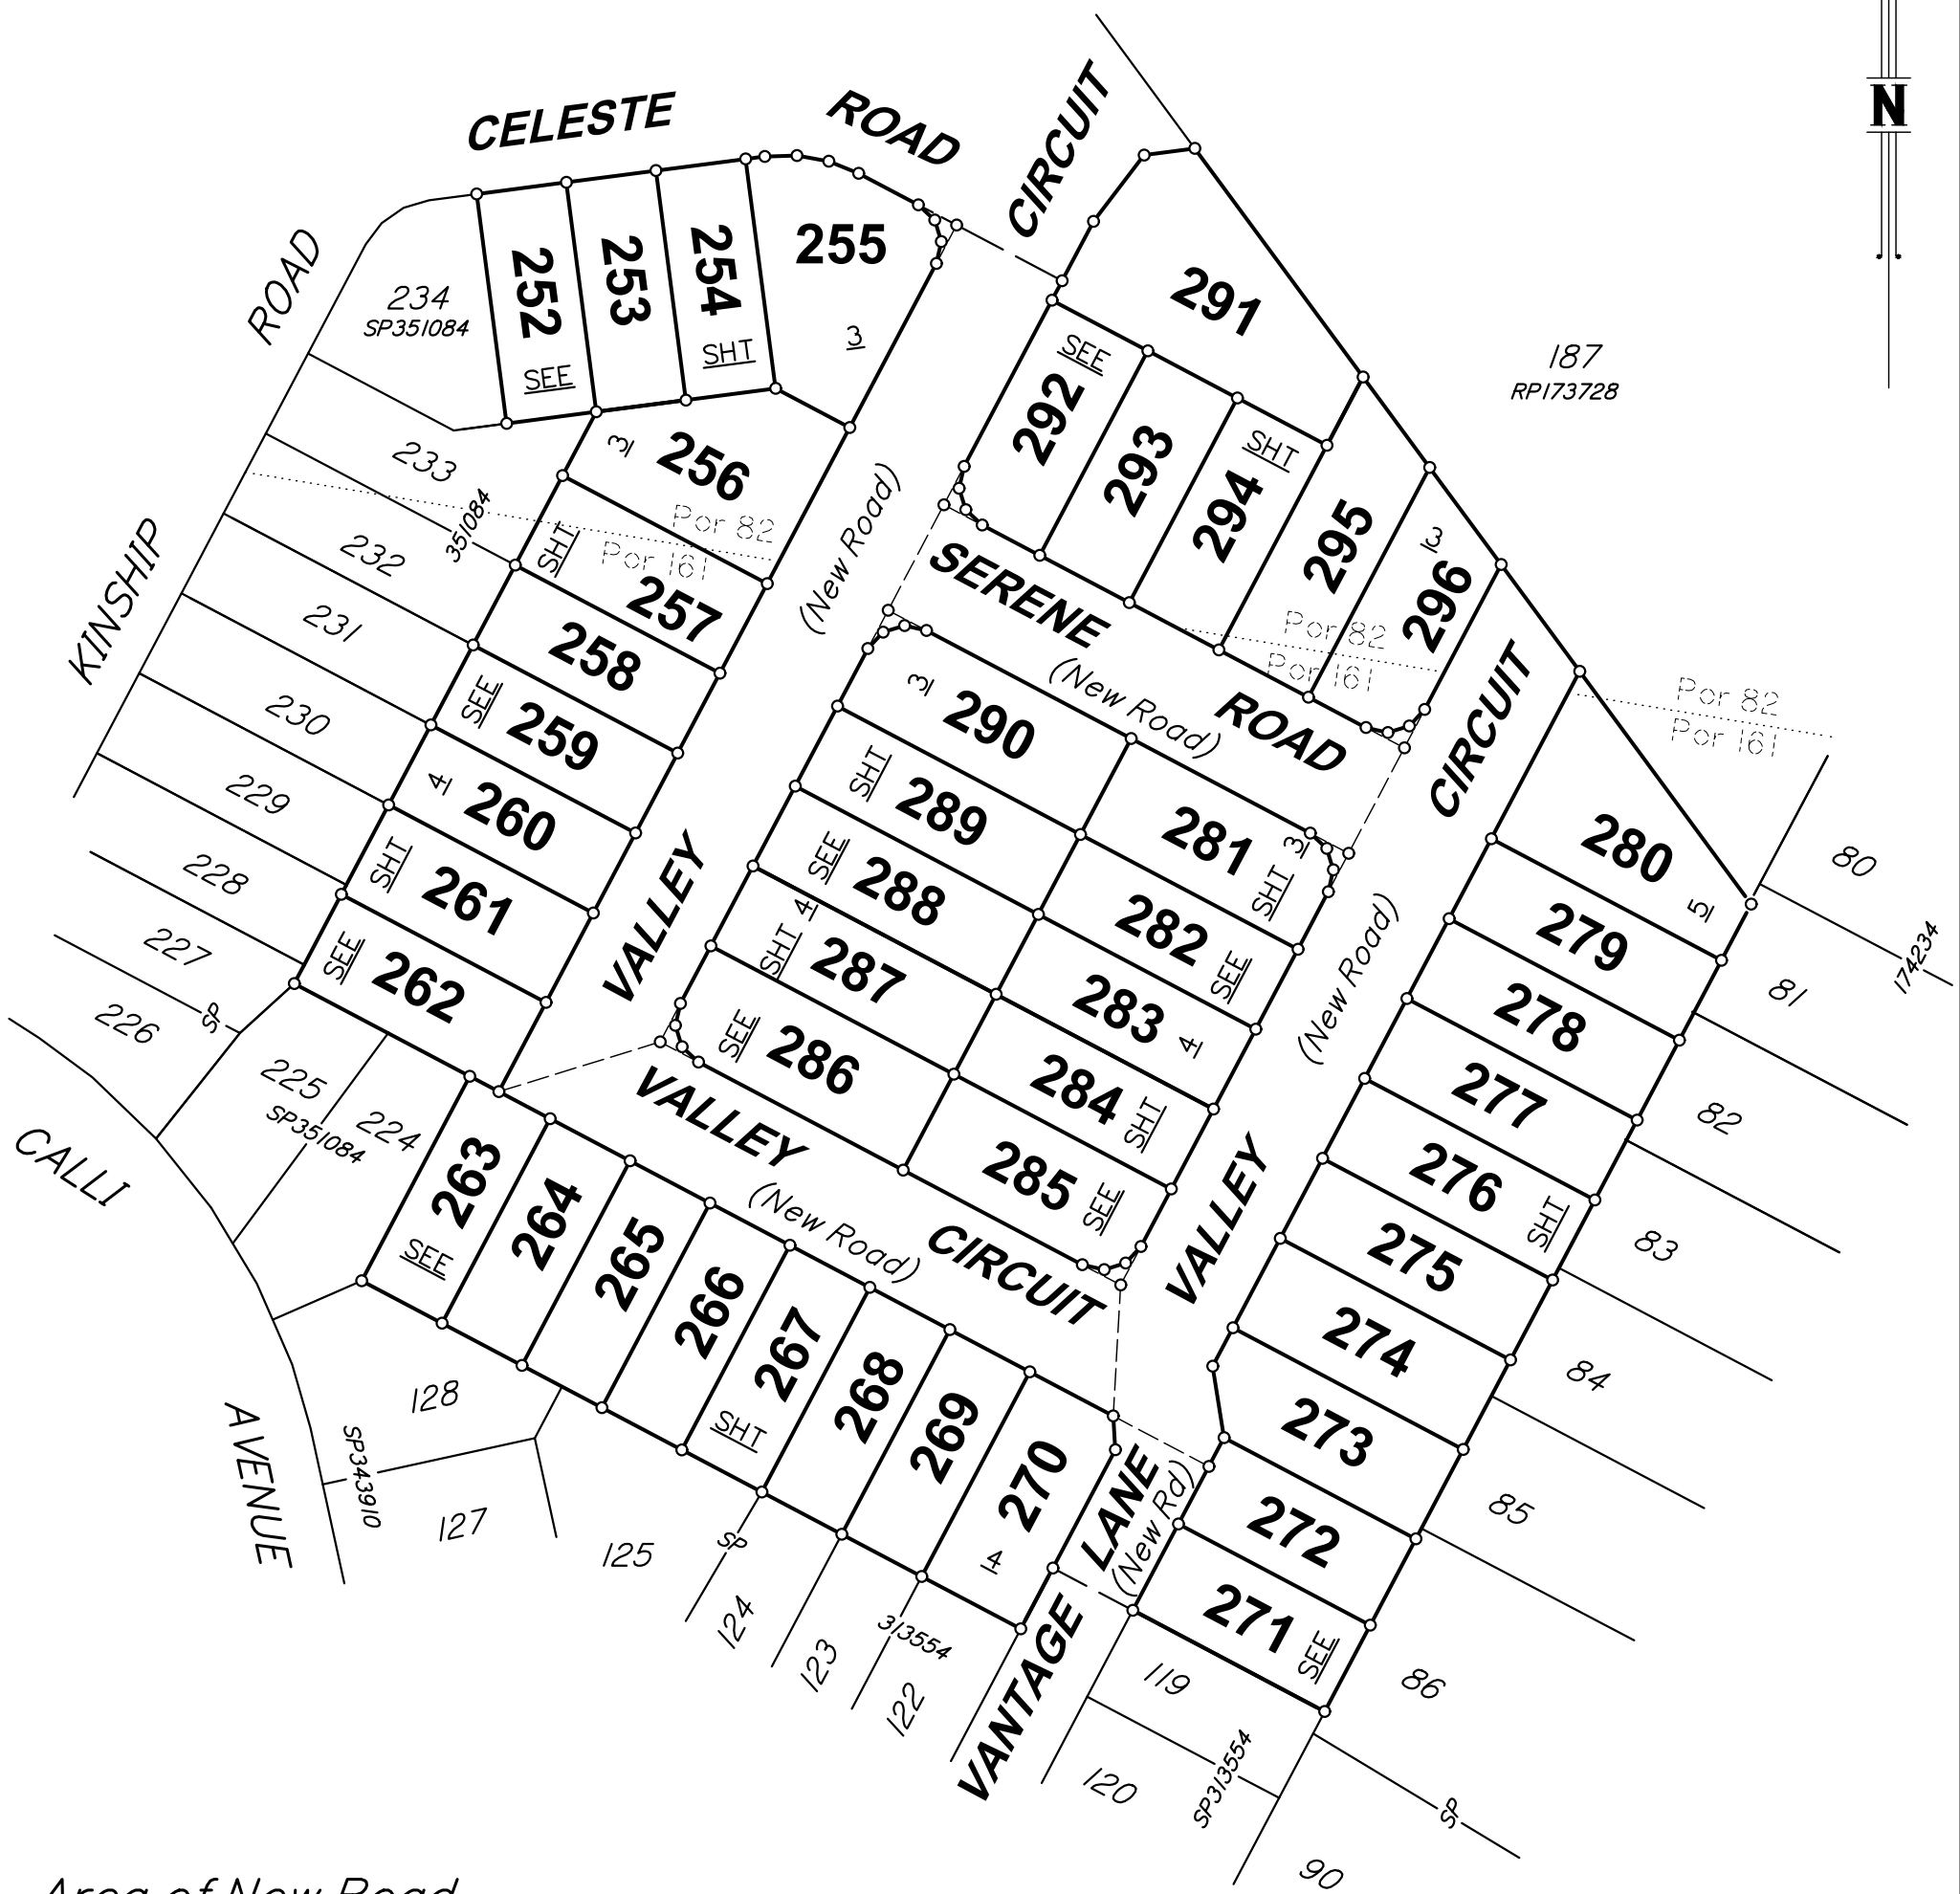 CELESTE ROAD
CIRCUIT
N
ROAD
234
SP351084
252
SEE
253
254
SHT
255
3
291
187
RP173728
SEE
292
293
SHT
294
295
3
296
233
3
256
Por 82
Por 161
351084
SHT
257
(New Road)
SERENE
(New Road)
ROAD
Por 82
Por 161
Por 82
Por 161
KINSHIP
232
231
230
229
228
227
226
SP
258
SEE
259
4
260
SHT
261
SEE
262
VALLEY
CIRCUIT
3
290
SHT
289
SEE
288
SHT 4
287
SEE
286
281
SHT 3
282
SEE
283
4
284
SHT
285
SEE
(New Road)
280
5
279
278
277
276
SHT
275
274
273
272
271
SEE
80
174234
81
82
83
84
85
86
225
SP351084
224
CALLI
AVENUE
VALLEY
(New Road)
CIRCUIT
VALLEY
263
SEE
264
265
266
267
SHT
268
269
270
4
128
SP343910
127
125
SP
124
123
313554
122
VANTAGE LANE
(New Rd)
119
120
SP313554
SP
90
Area of New Road